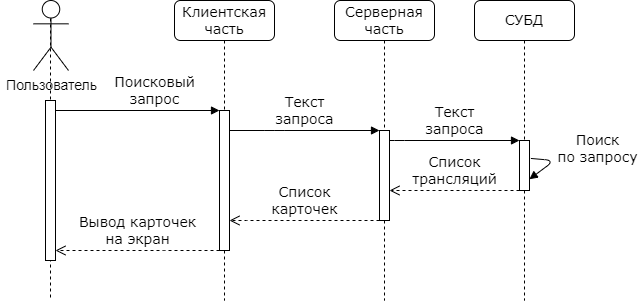 Пользователь
Клиентская
часть
Серверная
часть
СУБД
Поисковый
запрос
Текст
запроса
Текст
запроса
Поиск
по запросу
Список
трансляций
Список
карточек
Вывод карточек
на экран